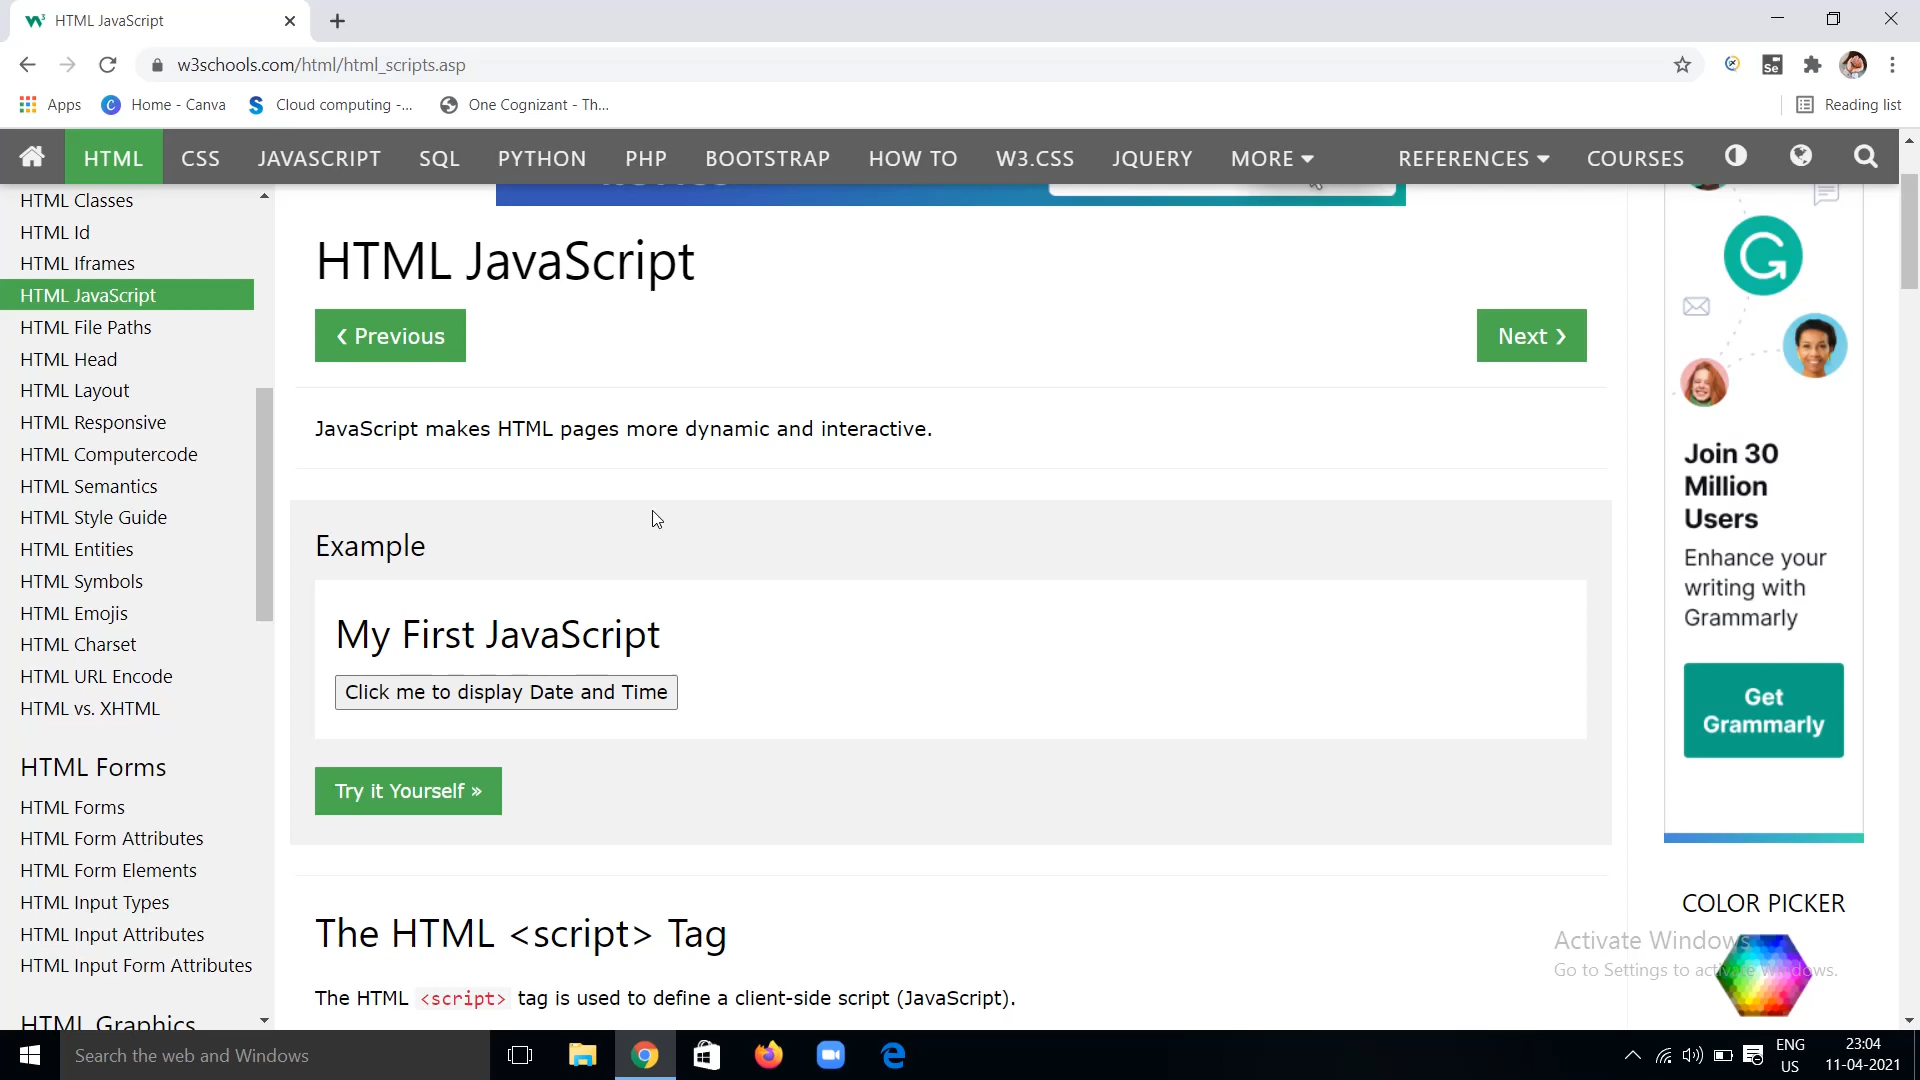 HTML JavaScript
w3schools.com/html/html_scripts.asp
Se
Apps
Home - Canva
Cloud computing -...
One Cognizant - Th...
Reading list
HTML
CSS
JAVASCRIPT
SQL
PYTHON
PHP
BOOTSTRAP
HOW TO
W3.CSS
JQUERY
MORE
REFERENCES
COURSES
HTML Classes
HTML Id
HTML Iframes
HTML JavaScript
HTML File Paths
HTML Head
HTML Layout
HTML Responsive
HTML Computercode
HTML Semantics
HTML Style Guide
HTML Entities
HTML Symbols
HTML Emojis
HTML Charset
HTML URL Encode
HTML vs. XHTML
HTML Forms
HTML Forms
HTML Form Attributes
HTML Form Elements
HTML Input Types
HTML Input Attributes
HTML Input Form Attributes
HTML Graphics
HTML JavaScript
❮ Previous
Next ❯
JavaScript makes HTML pages more dynamic and interactive.
Example
My First JavaScript
Click me to display Date and Time
Try it Yourself »
The HTML <script> Tag
The HTML <script> tag is used to define a client-side script (JavaScript).
Join 30
Million
Users
Enhance your
writing with
Grammarly
Get
Grammarly
COLOR PICKER
Activate Windows
Go to Settings to activate Windows.
Search the web and Windows
ENG
US
23:04
11-04-2021